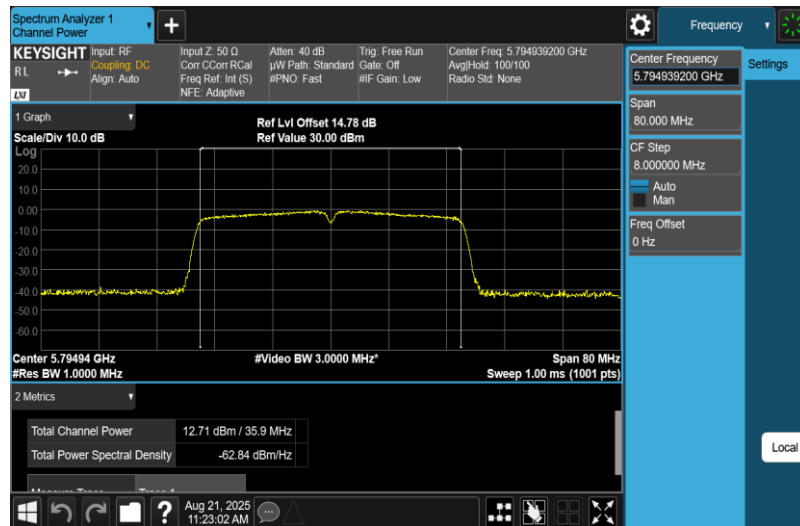 Spectrum Analyzer 1
Channel Power
+
Frequency
KEYSIGHT
RL
LXI
Input: RF
Coupling: DC
Align: Auto
Input Z: 50 Ω
Corr CCorr RCal
Freq Ref: Int (S)
NFE: Adaptive
Atten: 40 dB
µW Path: Standard
#PNO: Fast
Trig: Free Run
Gate: Off
#IF Gain: Low
Center Freq: 5.794939200 GHz
Avg|Hold: 100/100
Radio Std: None
Center Frequency
5.794939200 GHz
Settings
Span
80.000 MHz
CF Step
8.000000 MHz
Auto
Man
Freq Offset
0 Hz
Local
1 Graph
Scale/Div 10.0 dB
Ref Lvl Offset 14.78 dB
Ref Value 30.00 dBm
Log
20.0
10.0
0.00
-10.0
-20.0
-30.0
-40.0
-50.0
-60.0
Center 5.79494 GHz
#Video BW 3.0000 MHz*
Span 80 MHz
#Res BW 1.0000 MHz
Sweep 1.00 ms (1001 pts)
2 Metrics
Total Channel Power 12.71 dBm / 35.9 MHz
Total Power Spectral Density -62.84 dBm/Hz
?
Aug 21, 2025
11:23:02 AM